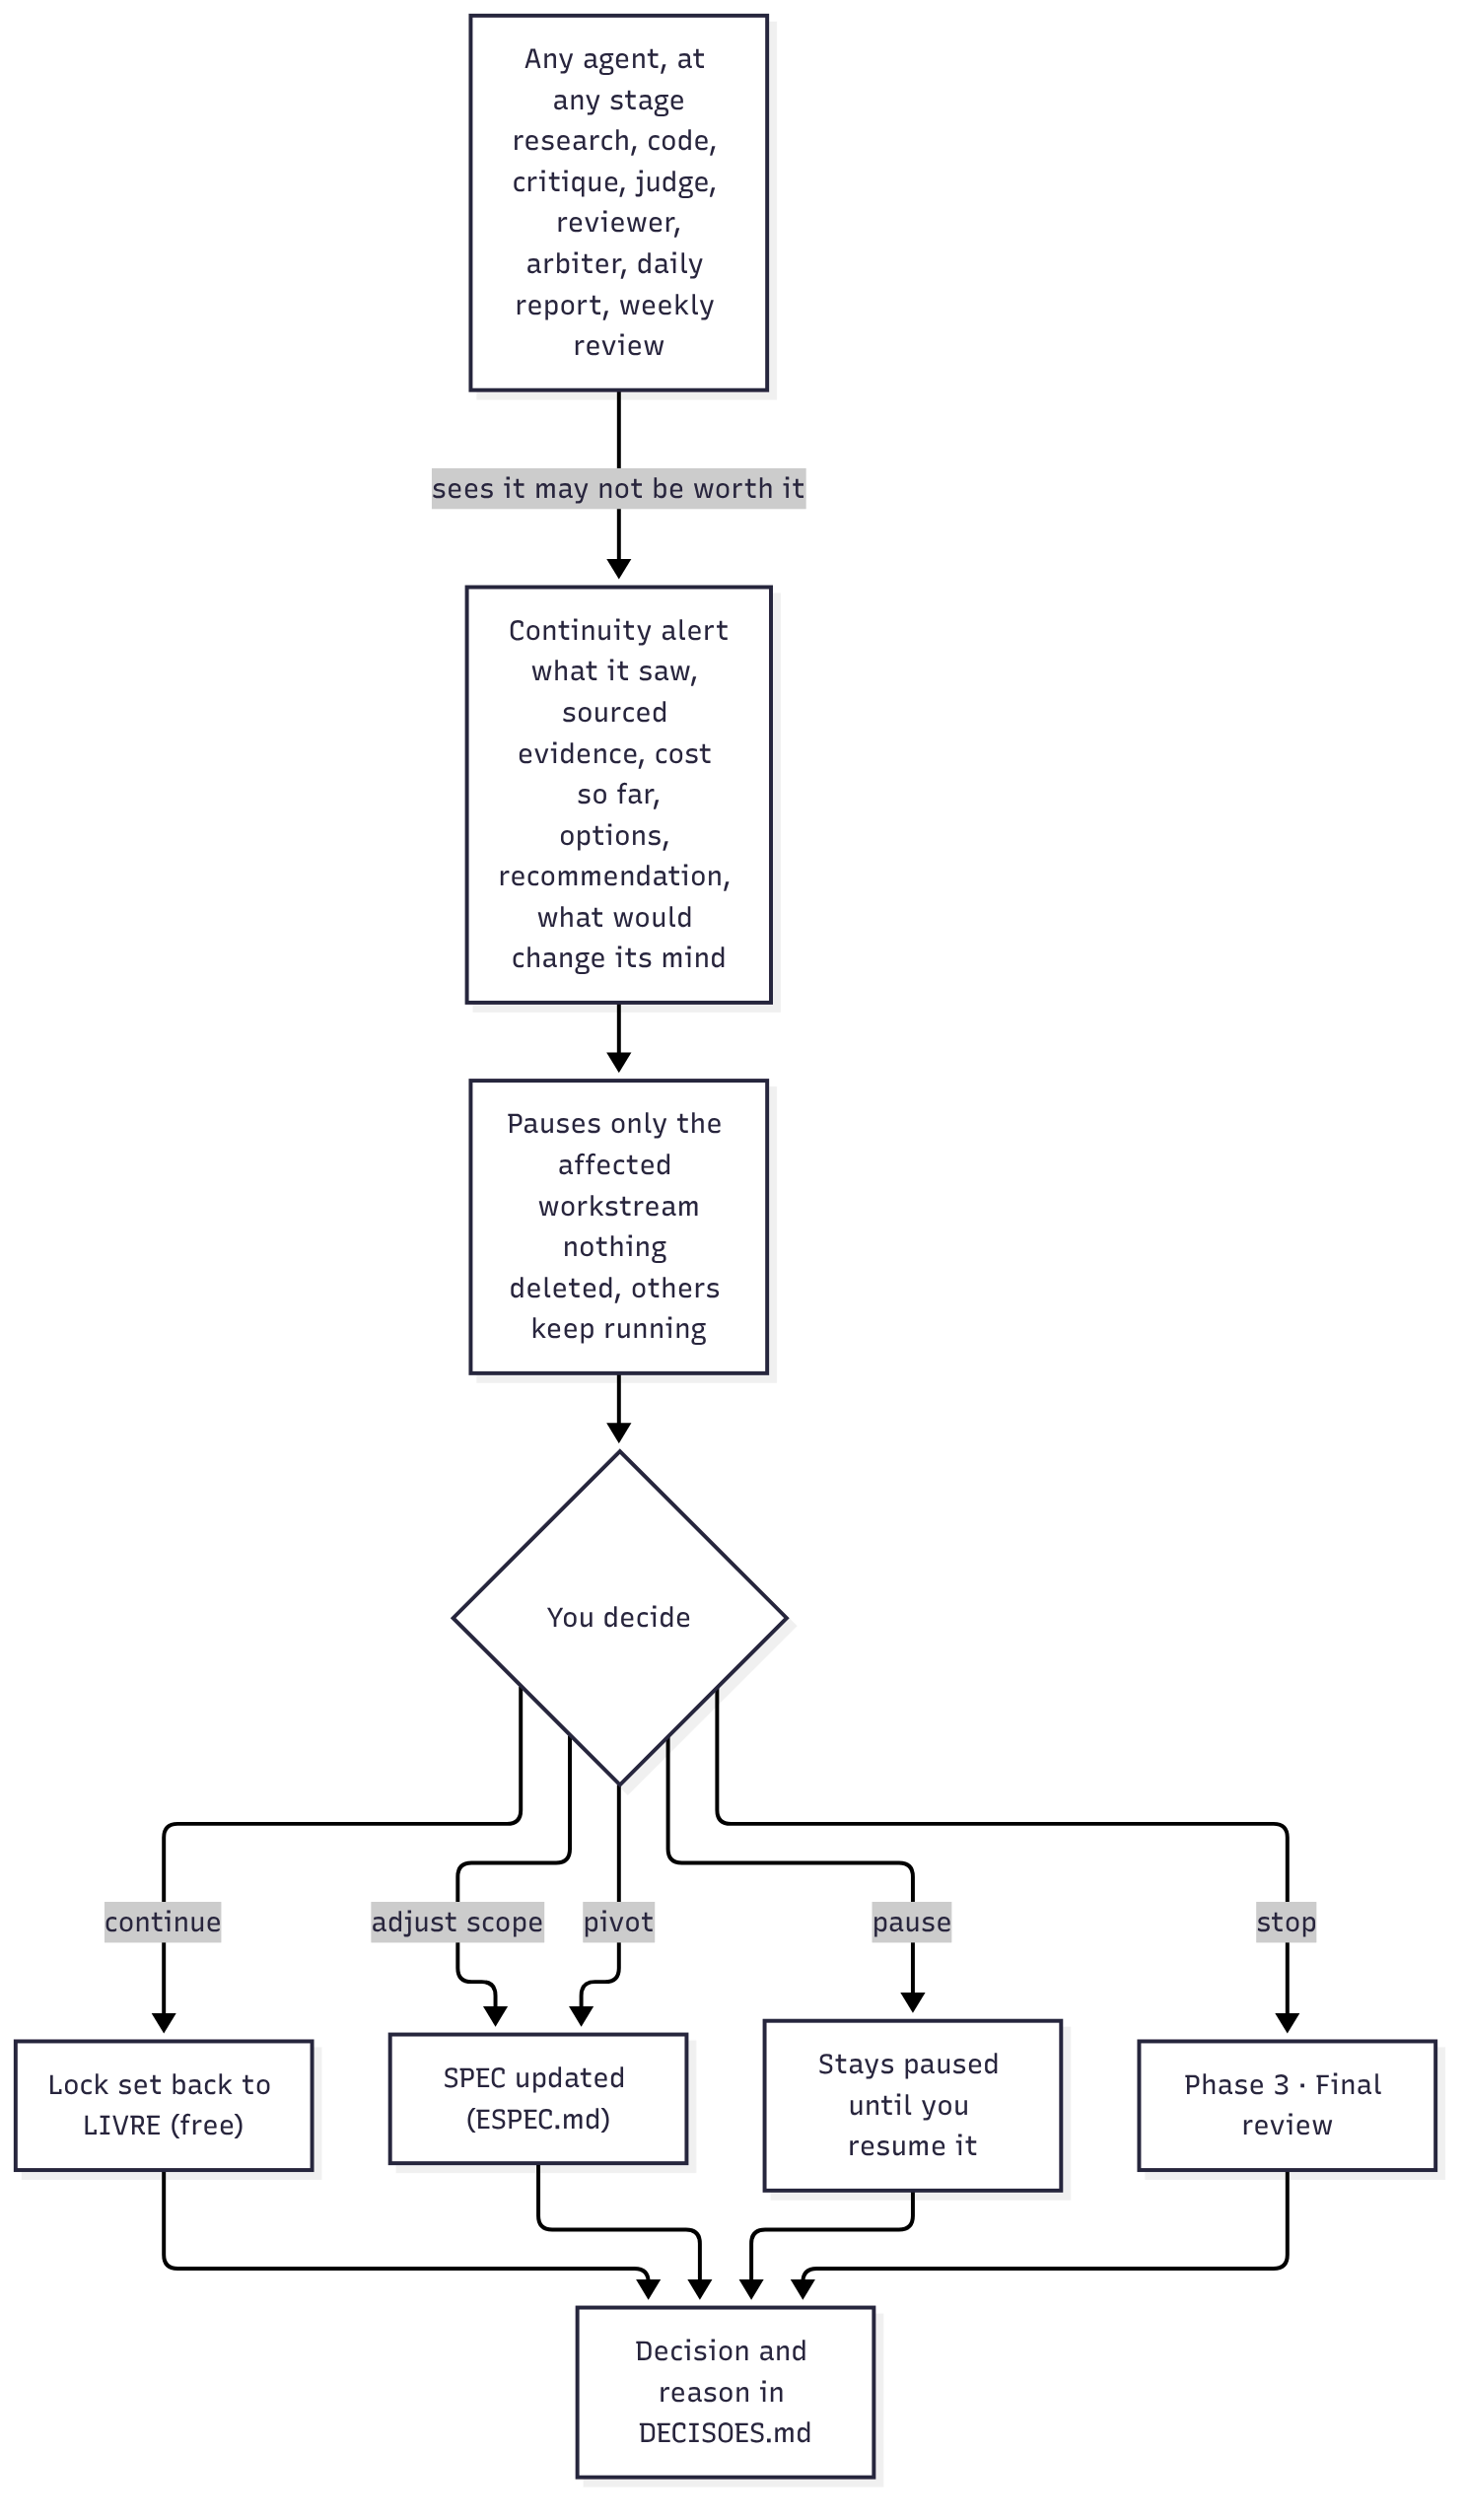 Any agent, at
any stage
research, code,
critique, judge,
reviewer,
arbiter, daily
report, weekly
review
sees it may not be worth it
Continuity alert
what it saw,
sourced
evidence, cost
so far,
options,
recommendation,
what would
change its mind
Pauses only the
affected
workstream
nothing
deleted, others
keep running
You decide
continue
adjust scope
pivot
pause
stop
Lock set back to
LIVRE (free)
SPEC updated
(ESPEC.md)
Stays paused
until you
resume it
Phase 3 · Final
review
Decision and
reason in
DECISOES.md